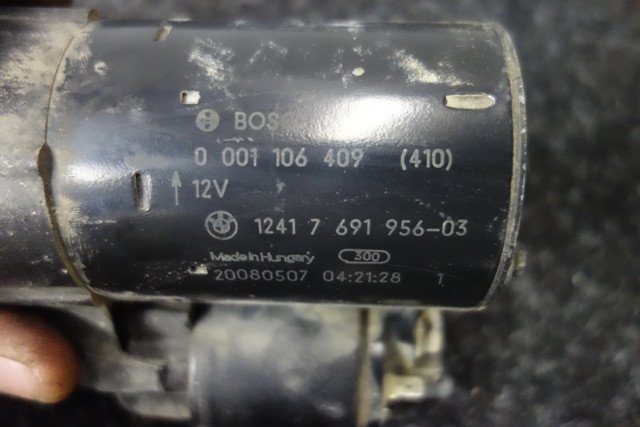 BOSCH
0 001 106 409 (410)
12V
1241 7 691 956-03
Made in Hungary 300
20080507 04:21:28 1